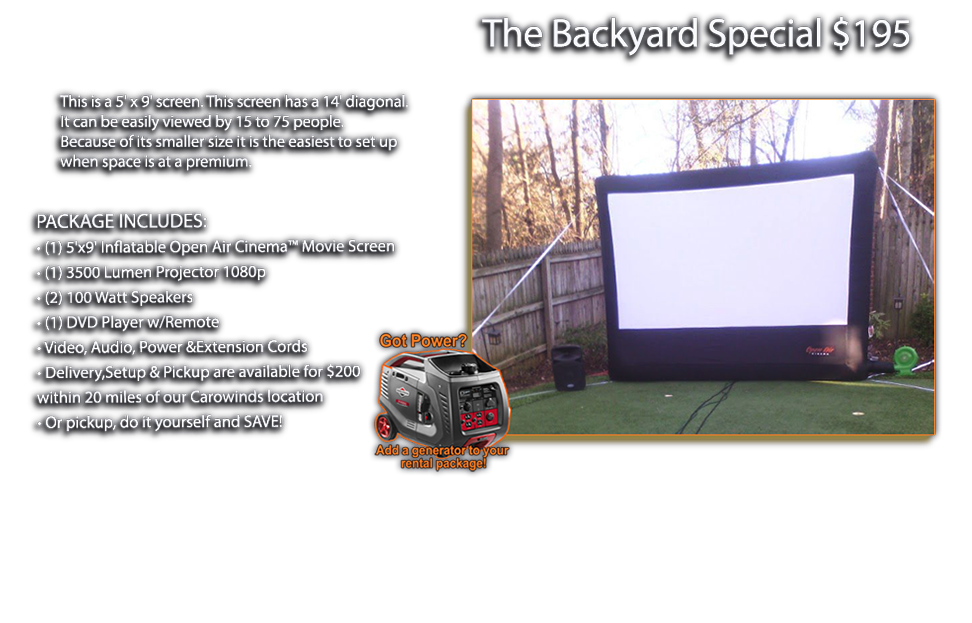 The Backyard Special $195
This is a 5' x 9' screen. This screen has a 14' diagonal.
It can be easily viewed by 15 to 75 people.
Because of its smaller size it is the easiest to set up
when space is at a premium.
PACKAGE INCLUDES:
• (1) 5'x9' Inflatable Open Air Cinema™ Movie Screen
• (1) 3500 Lumen Projector 1080p
• (2) 100 Watt Speakers
• (1) DVD Player w/Remote
• Video, Audio, Power &Extension Cords
• Delivery,Setup & Pickup are available for $200
within 20 miles of our Carowinds location
• Or pickup, do it yourself and SAVE!
Got Power?
Add a generator to your
rental package!
Open Air
CINEMA